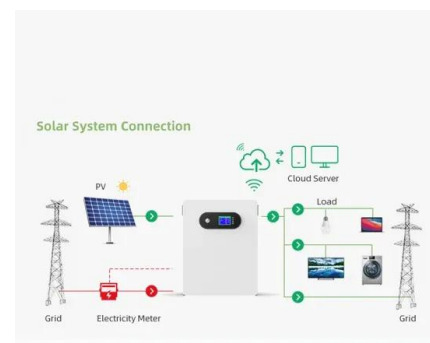 Solar System Connection
Cloud Server
PV
Load
Grid
Electricity Meter
Grid